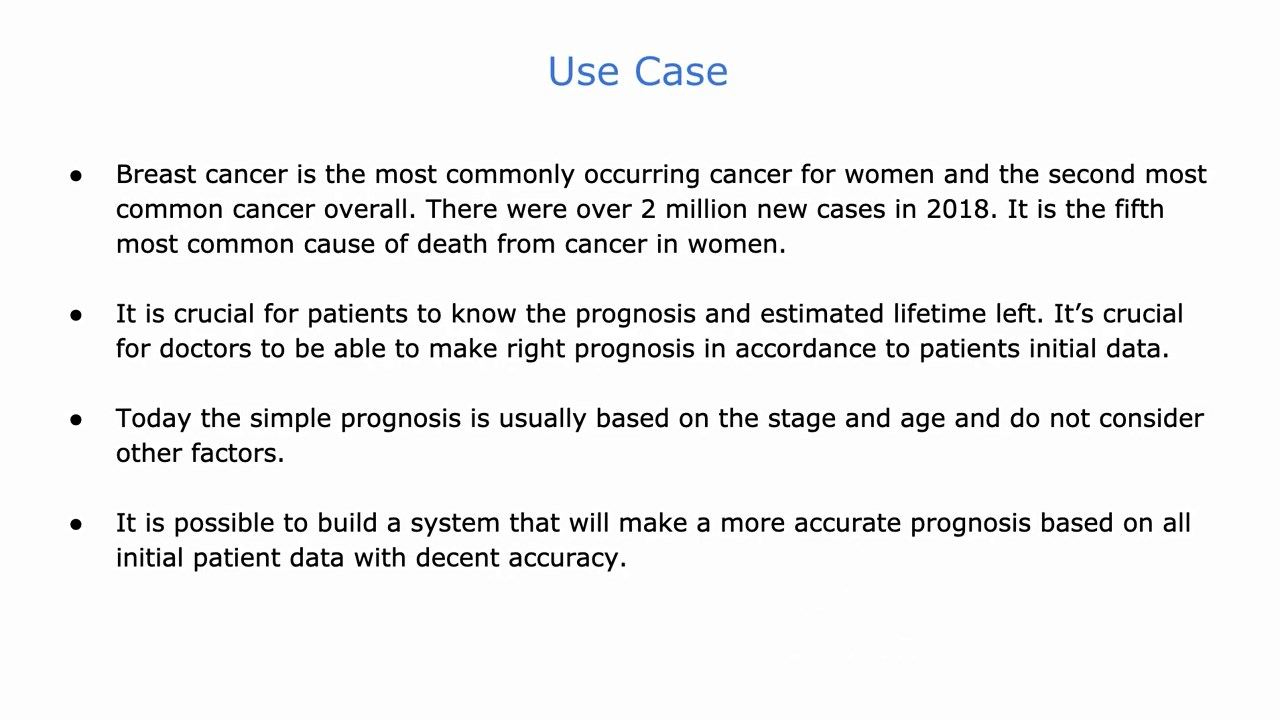 Use Case
● Breast cancer is the most commonly occurring cancer for women and the second most
common cancer overall. There were over 2 million new cases in 2018. It is the fifth
most common cause of death from cancer in women.
● It is crucial for patients to know the prognosis and estimated lifetime left. It’s crucial
for doctors to be able to make right prognosis in accordance to patients initial data.
● Today the simple prognosis is usually based on the stage and age and do not consider
other factors.
● It is possible to build a system that will make a more accurate prognosis based on all
initial patient data with decent accuracy.